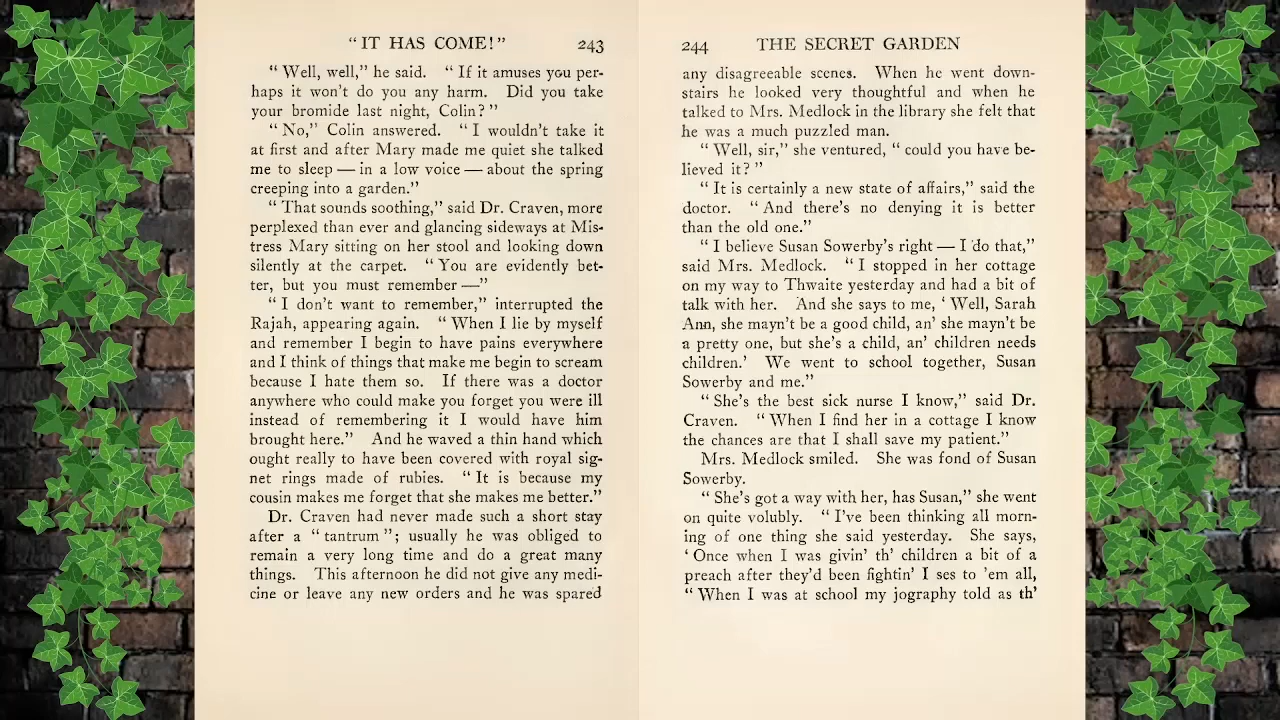 "IT HAS COME!" 243
"Well, well," he said. "If it amuses you per-
haps it won't do you any harm. Did you take
your bromide last night, Colin?"
"No," Colin answered. "I wouldn't take it
at first and after Mary made me quiet she talked
me to sleep — in a low voice — about the spring
creeping into a garden."
"That sounds soothing," said Dr. Craven, more
perplexed than ever and glancing sideways at Mis-
tress Mary sitting on her stool and looking down
silently at the carpet. "You are evidently bet-
ter, but you must remember —"
"I don't want to remember," interrupted the
Rajah, appearing again. "When I lie by myself
and remember I begin to have pains everywhere
and I think of things that make me begin to scream
because I hate them so. If there was a doctor
anywhere who could make you forget you were ill
instead of remembering it I would have him
brought here." And he waved a thin hand which
ought really to have been covered with royal sig-
net rings made of rubies. "It is because my
cousin makes me forget that she makes me better."
Dr. Craven had never made such a short stay
after a "tantrum"; usually he was obliged to
remain a very long time and do a great many
things. This afternoon he did not give any medi-
cine or leave any new orders and he was spared
244 THE SECRET GARDEN
any disagreeable scenes. When he went down-
stairs he looked very thoughtful and when he
talked to Mrs. Medlock in the library she felt that
he was a much puzzled man.
"Well, sir," she ventured, "could you have be-
lieved it?"
"It is certainly a new state of affairs," said the
doctor. "And there's no denying it is better
than the old one."
"I believe Susan Sowerby's right — I do that,"
said Mrs. Medlock. "I stopped in her cottage
on my way to Thwaite yesterday and had a bit of
talk with her. And she says to me, 'Well, Sarah
Ann, she mayn't be a good child, an' she mayn't be
a pretty one, but she's a child, an' children needs
children.' We went to school together, Susan
Sowerby and me."
"She's the best sick nurse I know," said Dr.
Craven. "When I find her in a cottage I know
the chances are that I shall save my patient."
Mrs. Medlock smiled. She was fond of Susan
Sowerby.
"She's got a way with her, has Susan," she went
on quite volubly. "I've been thinking all morn-
ing of one thing she said yesterday. She says,
'Once when I was givin' th' children a bit of a
preach after they'd been fightin' I ses to 'em all,
"When I was at school my jography told as th'